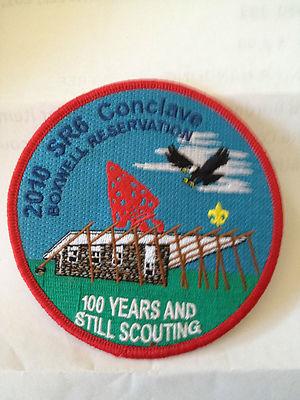 2010 SR6 Conclave
BOXWELL RESERVATION
100 YEARS AND
STILL SCOUTING